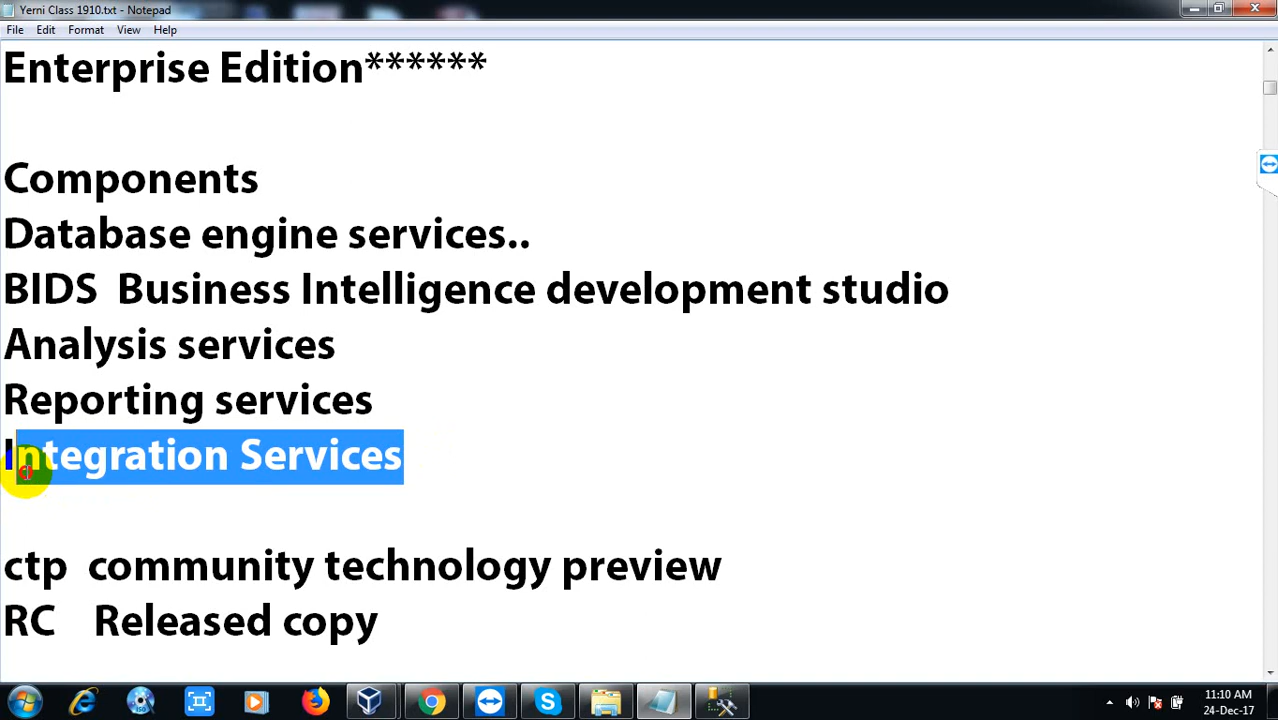 Yerni Class 1910.txt - Notepad
File Edit Format View Help
Enterprise Edition******
Components
Database engine services..
BIDS  Business Intelligence development studio
Analysis services
Reporting services
Integration Services
ctp  community technology preview
RC    Released copy
ISO
S
11:10 AM
24-Dec-17